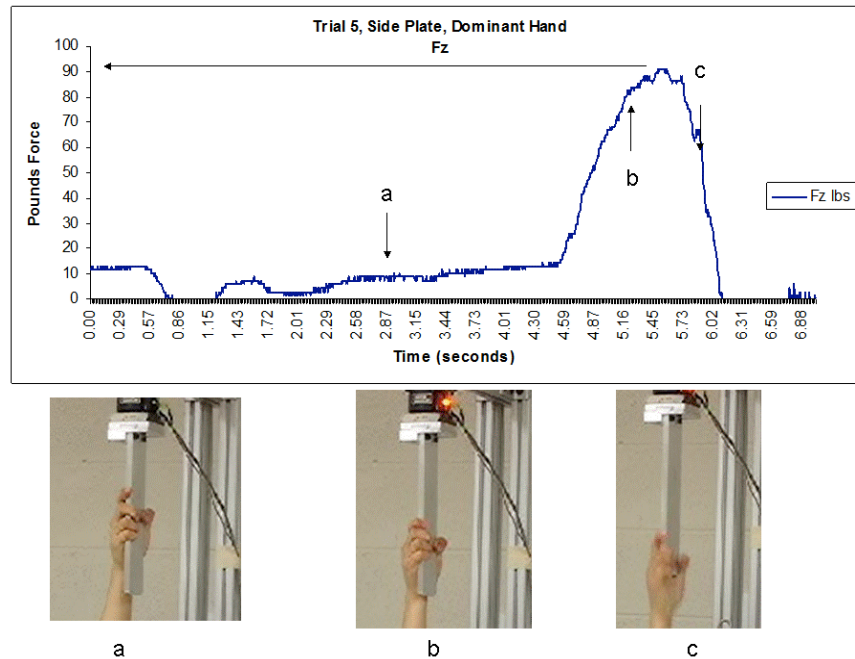 Trial 5, Side Plate, Dominant Hand
Fz
100
90
80
70
60
50
40
30
20
10
0
Pounds Force
a
b
c
Fz lbs
0.00 0.29 0.57 0.86 1.15 1.43 1.72 2.01 2.29 2.58 2.87 3.15 3.44 3.73 4.01 4.30 4.59 4.87 5.16 5.45 5.73 6.02 6.31 6.59 6.88
Time (seconds)
a b c